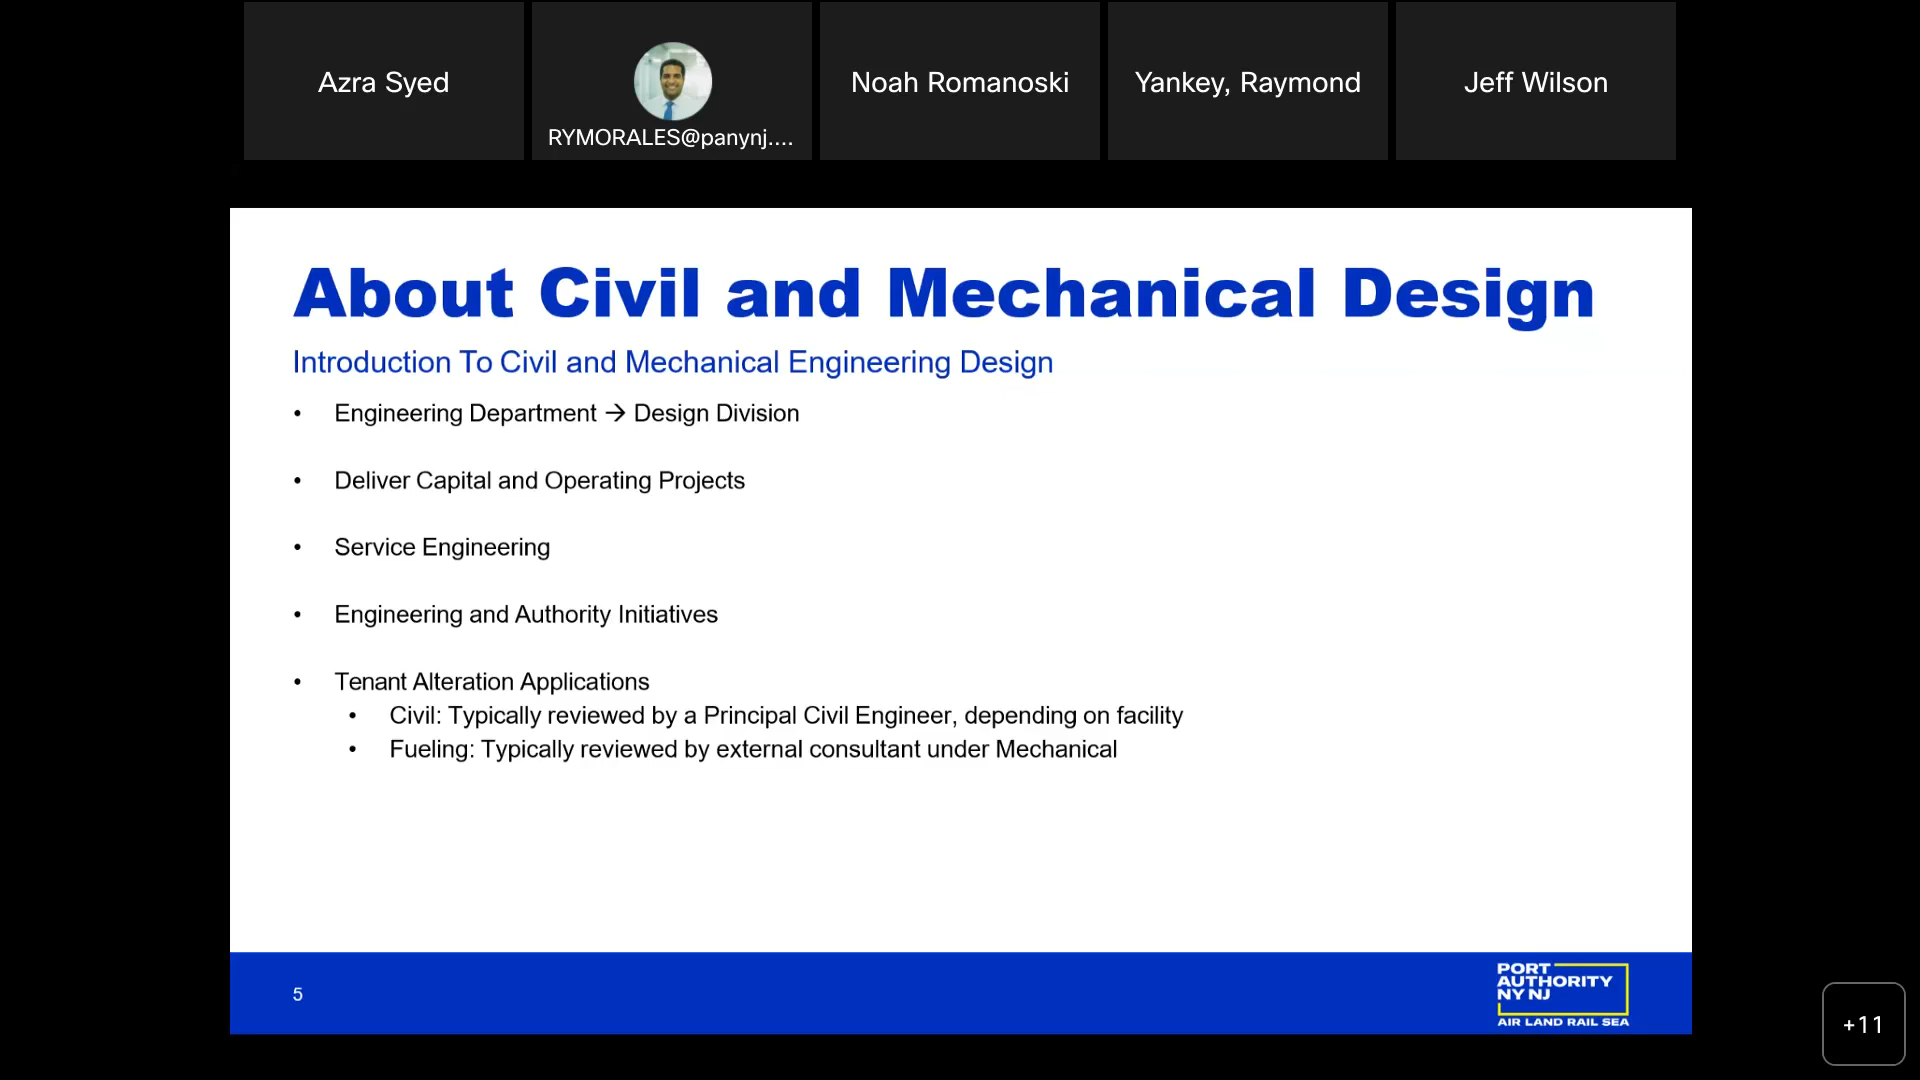 Azra Syed
RYMORALES@panynj....
Noah Romanoski
Yankey, Raymond
Jeff Wilson
About Civil and Mechanical Design
Introduction To Civil and Mechanical Engineering Design
• Engineering Department → Design Division
• Deliver Capital and Operating Projects
• Service Engineering
• Engineering and Authority Initiatives
• Tenant Alteration Applications
• Civil: Typically reviewed by a Principal Civil Engineer, depending on facility
• Fueling: Typically reviewed by external consultant under Mechanical
5
PORT
AUTHORITY
NY NJ
AIR LAND RAIL SEA
+11